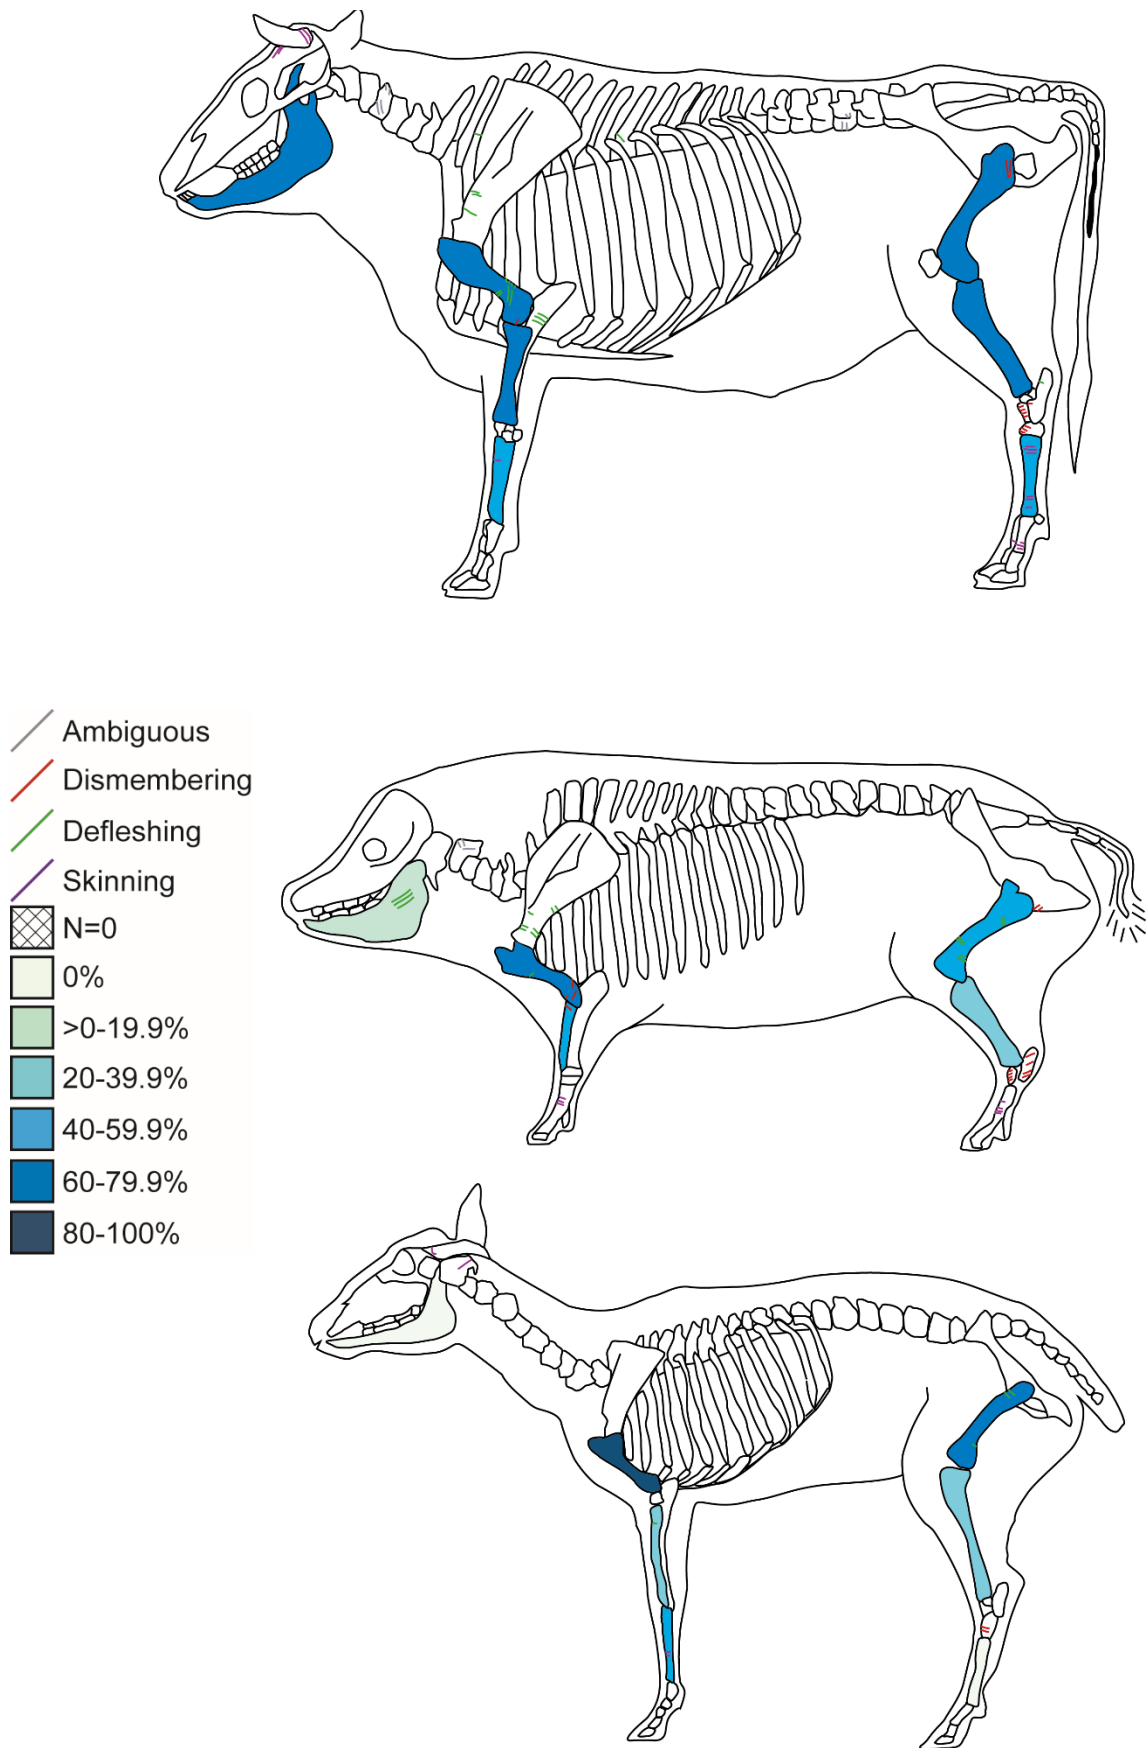 Ambiguous
Dismembering
Defleshing
Skinning
N=0
0%
>0-19.9%
20-39.9%
40-59.9%
60-79.9%
80-100%